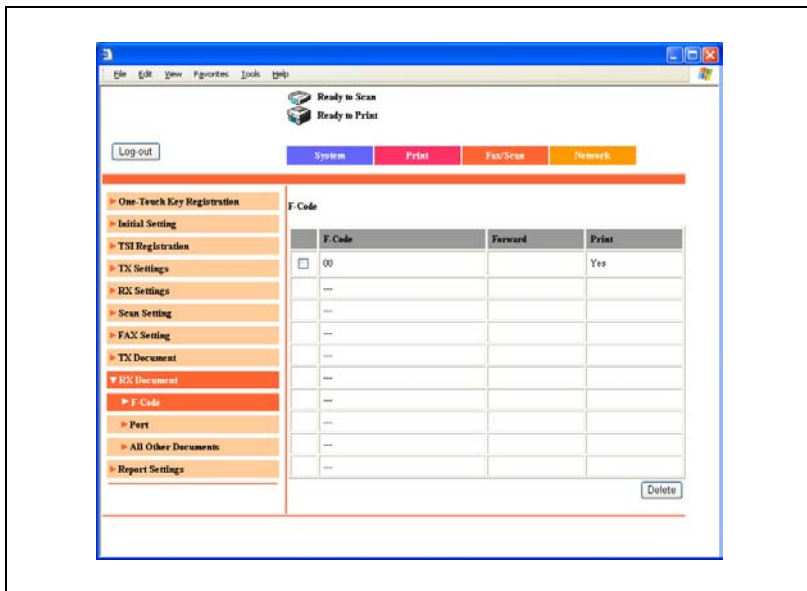 File Edit View Favorites Tools Help
Ready to Scan
Ready to Print
Log-out
System Print Fax/Scan Network
One-Touch Key Registration
Initial Setting
TSI Registration
TX Settings
RX Settings
Scan Setting
FAX Setting
TX Document
RX Document
F-Code
Port
All Other Documents
Report Settings
F-Code
F-Code Forward Print
00 Yes
---
---
---
---
---
---
---
---
---
Delete